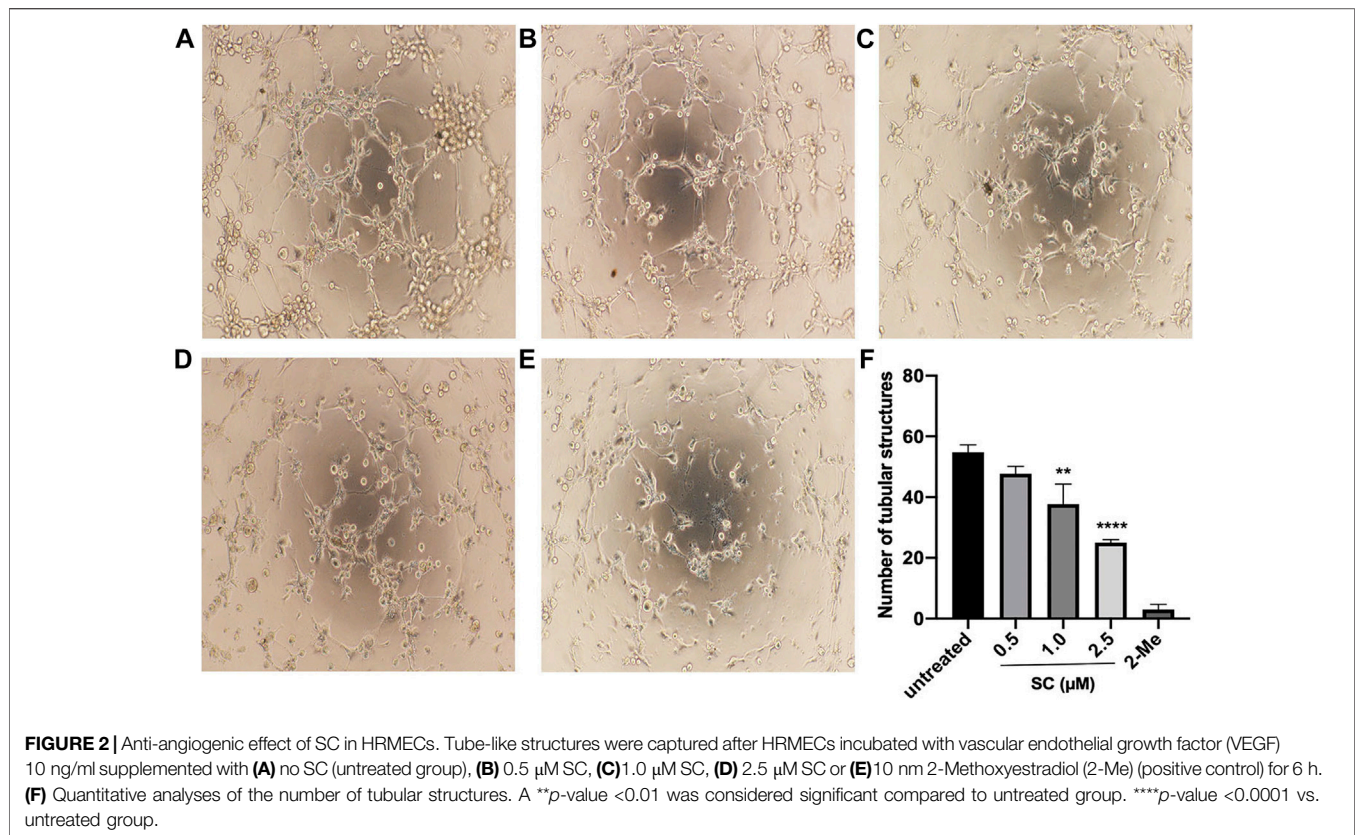 A
B
C
D
E
F
80
60
40
20
0
Number of tubular structures
**
****
untreated
0.5
1.0
2.5
2-Me
SC (μM)
FIGURE 2 | Anti-angiogenic effect of SC in HRMECs. Tube-like structures were captured after HRMECs incubated with vascular endothelial growth factor (VEGF)
10 ng/ml supplemented with (A) no SC (untreated group), (B) 0.5 μM SC, (C)1.0 μM SC, (D) 2.5 μM SC or (E)10 nm 2-Methoxyestradiol (2-Me) (positive control) for 6 h.
(F) Quantitative analyses of the number of tubular structures. A **p-value <0.01 was considered significant compared to untreated group. ****p-value <0.0001 vs.
untreated group.